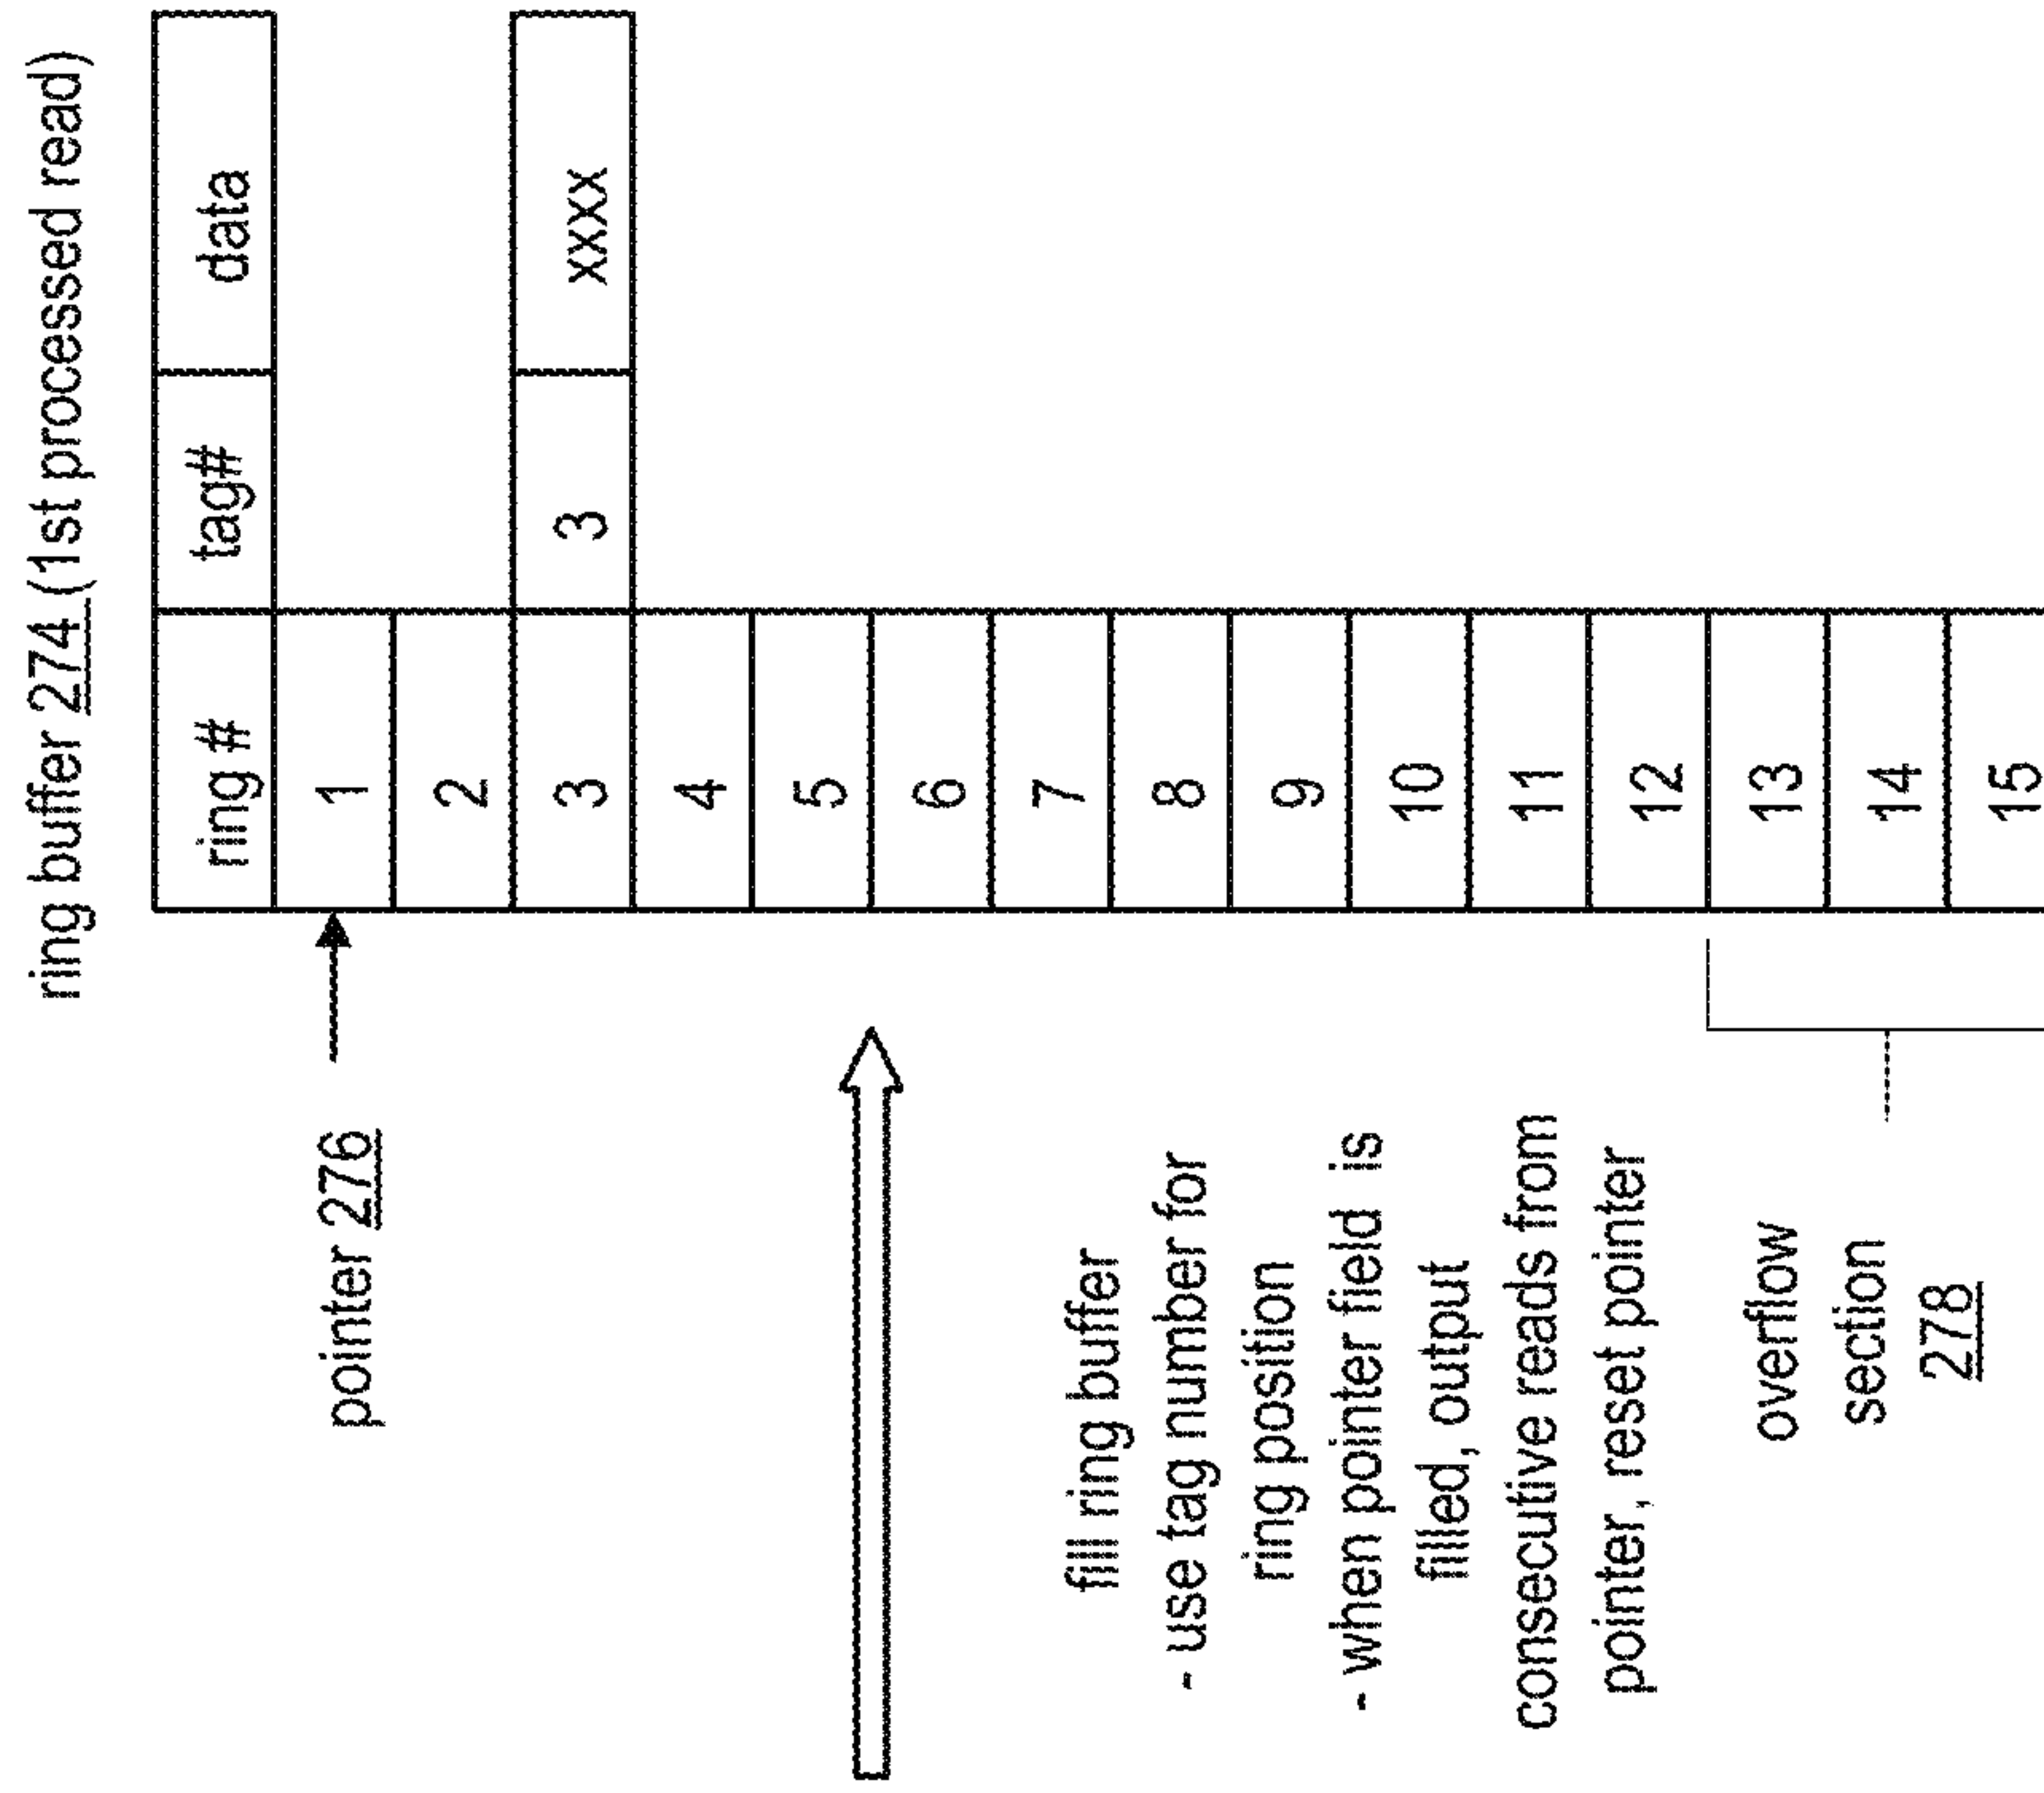 ring buffer 274 (1st processed read)
pointer 276
fill ring buffer
- use tag number for
ring position
- when pointer field is
filled, output
consecutive reads from
pointer, reset pointer
overflow
section
278
ring # tag# data
1
2
3 3 xxxx
4
5
6
7
8
9
10
11
12
13
14
15